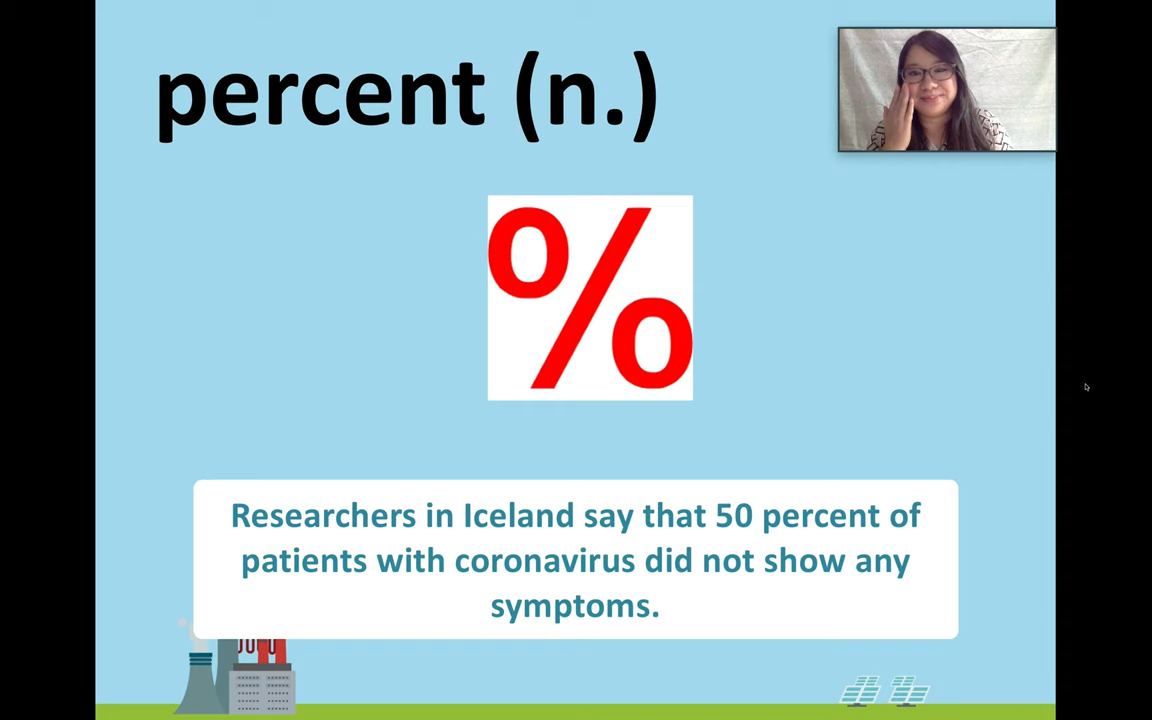 percent (n.)
%
Researchers in Iceland say that 50 percent of
patients with coronavirus did not show any
symptoms.